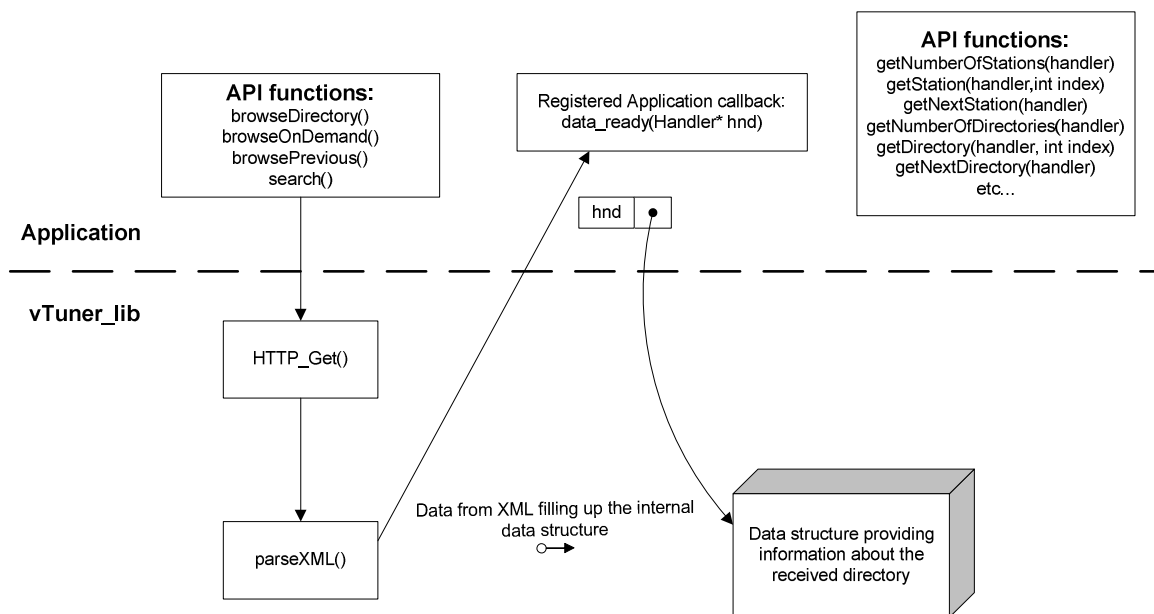 API functions:
browseDirectory()
browseOnDemand()
browsePrevious()
search()
Registered Application callback:
data_ready(Handler* hnd)
API functions:
getNumberOfStations(handler)
getStation(handler,int index)
getNextStation(handler)
getNumberOfDirectories(handler)
getDirectory(handler, int index)
getNextDirectory(handler)
etc...
hnd
Application
vTuner_lib
HTTP_Get()
parseXML()
Data from XML filling up the internal
data structure
Data structure providing
information about the
received directory